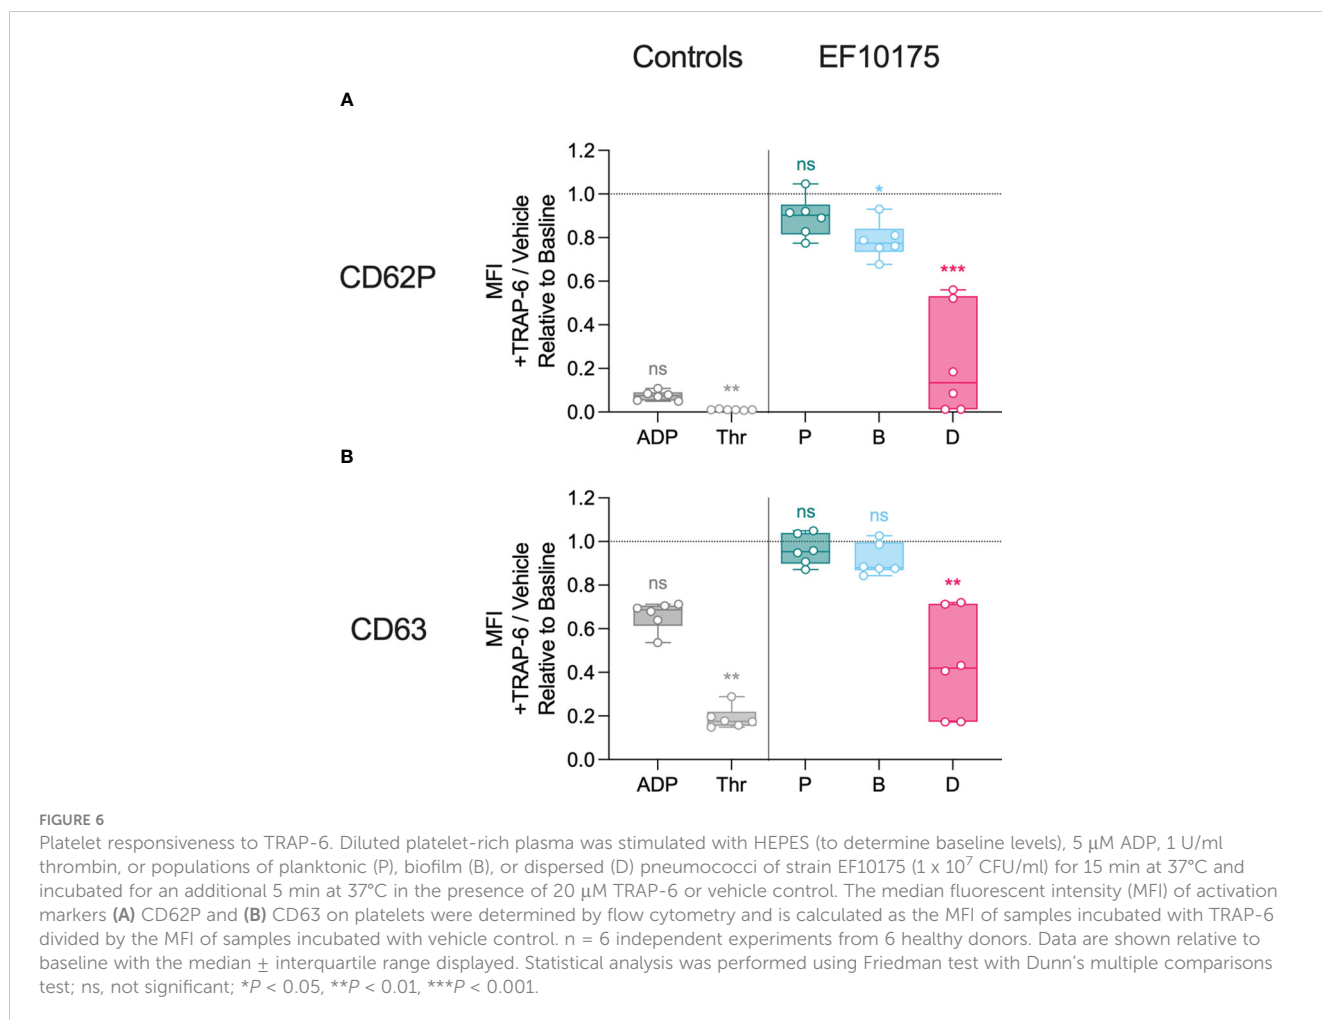 Controls EF10175
A
1.2
ns
1.0
*
0.8
***
0.6
0.4
ns
0.2
**
0.0
MFI
+TRAP-6 / Vehicle
Relative to Basline
CD62P
ADP Thr P B D
B
1.2
ns ns
1.0
ns
**
0.8
0.6
0.4
**
0.2
0.0
MFI
+TRAP-6 / Vehicle
Relative to Basline
CD63
ADP Thr P B D
FIGURE 6
Platelet responsiveness to TRAP-6. Diluted platelet-rich plasma was stimulated with HEPES (to determine baseline levels), 5 µM ADP, 1 U/ml
thrombin, or populations of planktonic (P), biofilm (B), or dispersed (D) pneumococci of strain EF10175 (1 x 10⁷ CFU/ml) for 15 min at 37°C and
incubated for an additional 5 min at 37°C in the presence of 20 µM TRAP-6 or vehicle control. The median fluorescent intensity (MFI) of activation
markers (A) CD62P and (B) CD63 on platelets were determined by flow cytometry and is calculated as the MFI of samples incubated with TRAP-6
divided by the MFI of samples incubated with vehicle control. n = 6 independent experiments from 6 healthy donors. Data are shown relative to
baseline with the median ± interquartile range displayed. Statistical analysis was performed using Friedman test with Dunn's multiple comparisons
test; ns, not significant; *P < 0.05, **P < 0.01, ***P < 0.001.